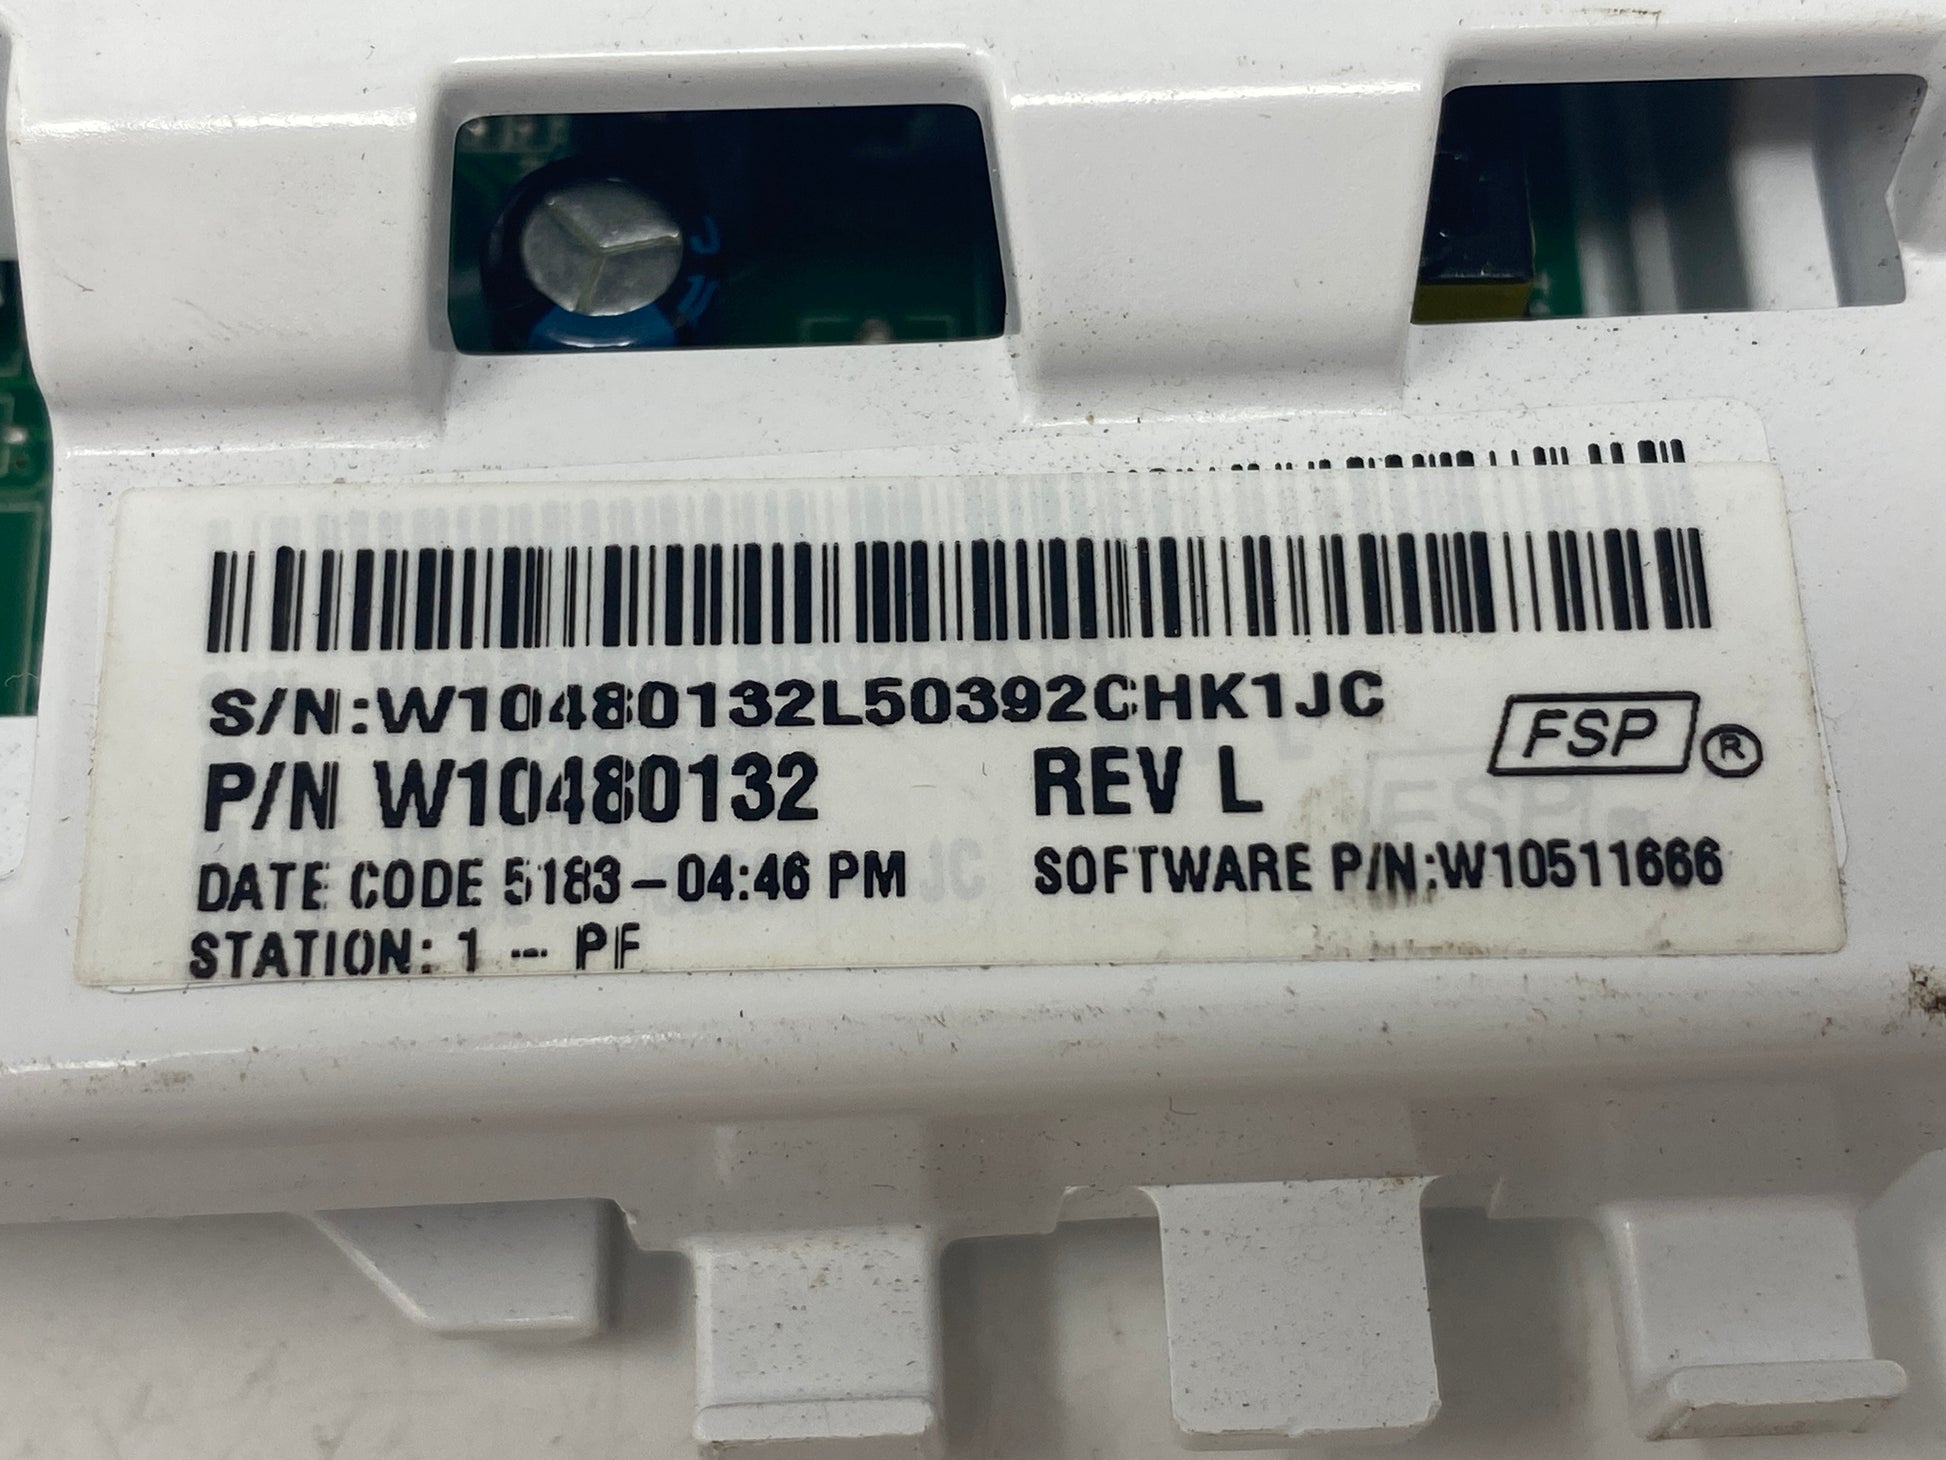 S/N:W10480132L50392CHK1JC
P/N W10480132 REV L
FSP ®
DATE CODE 5183-04:46 PM SOFTWARE P/N:W10511666
STATION: 1 -- PF